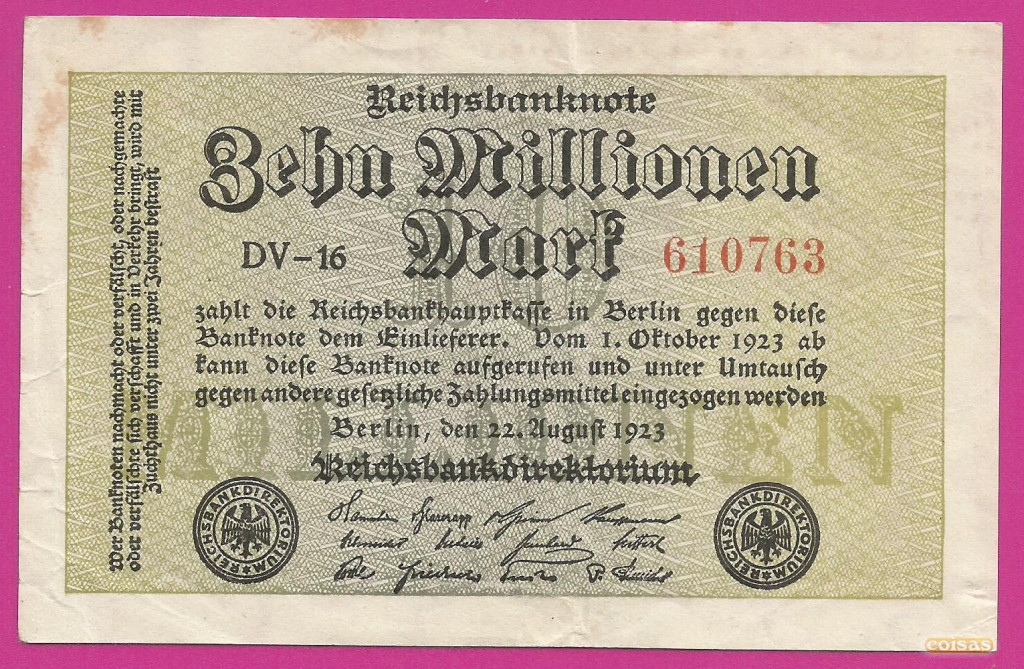 Reichsbanknote
Zehn Millionen
Mark
DV-16
610763
zahlt die Reichsbankhauptkasse in Berlin gegen diese
Banknote dem Einlieferer. Vom 1. Oktober 1923 ab
kann diese Banknote aufgerufen und unter Umtausch
gegen andere gesetzliche Zahlungsmittel eingezogen werden
Berlin, den 22. August 1923
Reichsbankdirektorium
REICHSBANKDIREKTORIUM
REICHSBANKDIREKTORIUM
Wer Banknoten nachmacht oder verfälscht, oder nachgemachte
oder verfälschte sich verschafft und in Verkehr bringt, wird mit
Zuchthaus nicht unter zwei Jahren bestraft
10
coisas